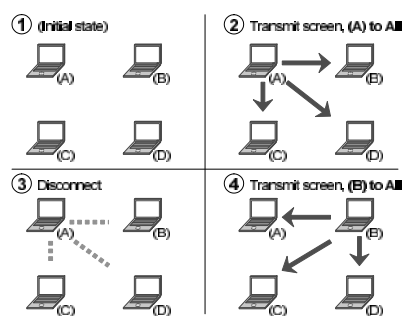 ① (Initial state)
(A)
(B)
(C)
(D)
② Transmit screen, (A) to All
(A)
(B)
(C)
(D)
③ Disconnect
(A)
(B)
(C)
(D)
④ Transmit screen, (B) to All
(A)
(B)
(C)
(D)